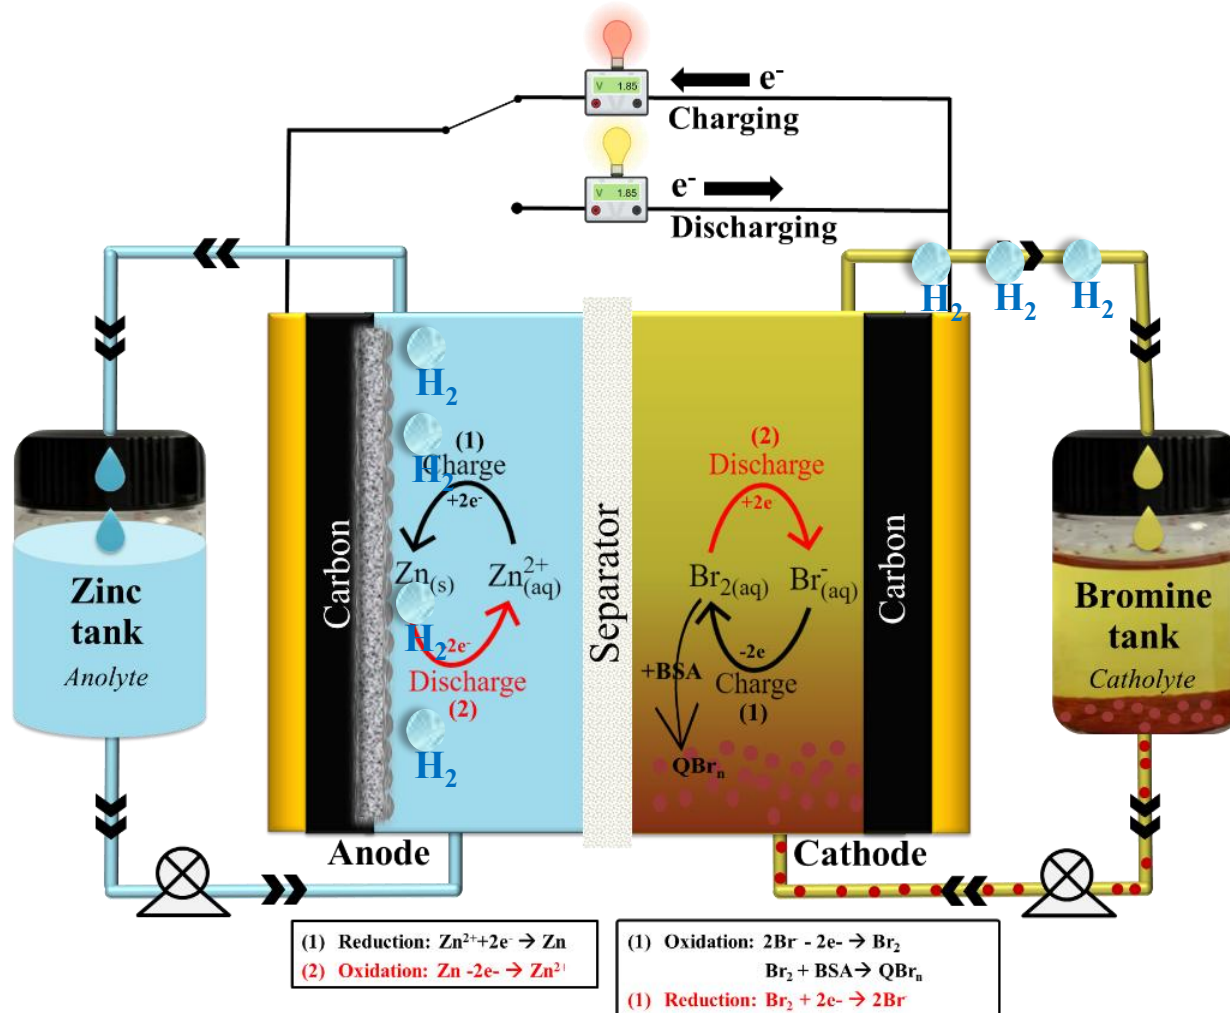 V 1.85
e-
Charging
V 1.85
e-
Discharging
H2
H2
H2
H2
H2
H2
H2
(1)
Charge
+2e-
Zn(s)
Zn2+(aq)
-2e-
Discharge
(2)
Carbon
Separator
(2)
Discharge
+2e
Br2(aq)
Br-(aq)
-2e
Charge
(1)
+BSA
QBrn
Carbon
Zinc
tank
Anolyte
Bromine
tank
Catholyte
Anode
Cathode
(1) Reduction: Zn2++2e- → Zn
(2) Oxidation: Zn -2e- → Zn2+
(1) Oxidation: 2Br- - 2e- → Br2
Br2 + BSA→ QBrn
(1) Reduction: Br2 + 2e- → 2Br-